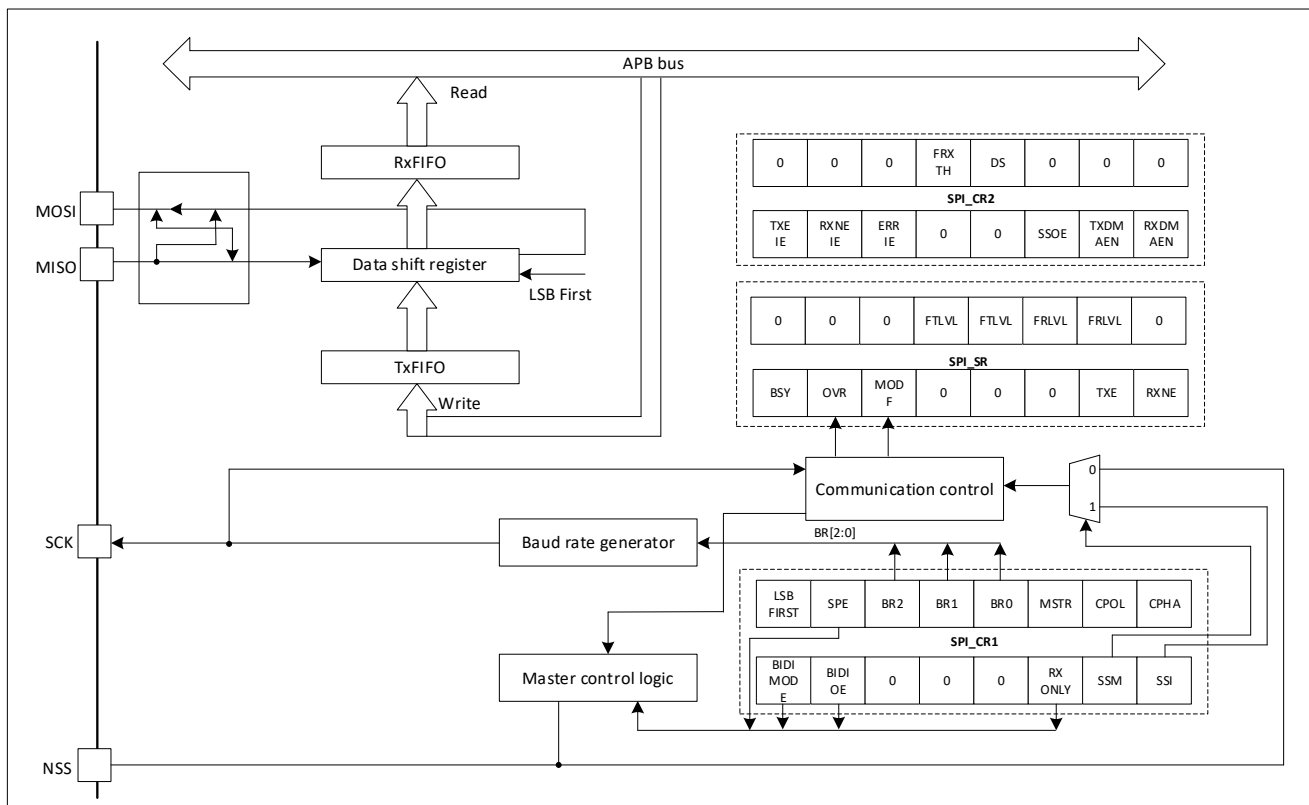 APB bus
Read
RxFIFO
MOSI
MISO
Data shift register
LSB First
TxFIFO
Write
0 0 0 FRX TH DS 0 0 0
SPI_CR2
TXE IE RXNE IE ERR IE 0 0 SSOE TXDM AEN RXDM AEN
0 0 0 FTLVL FTLVL FRLVL FRLVL 0
SPI_SR
BSY OVR MOD F 0 0 0 TXE RXNE
Communication control
0
1
SCK
Baud rate generator
BR[2:0]
LSB FIRST SPE BR2 BR1 BR0 MSTR CPOL CPHA
SPI_CR1
BIDI MOD E BIDI OE 0 0 0 RX ONLY SSM SSI
Master control logic
NSS